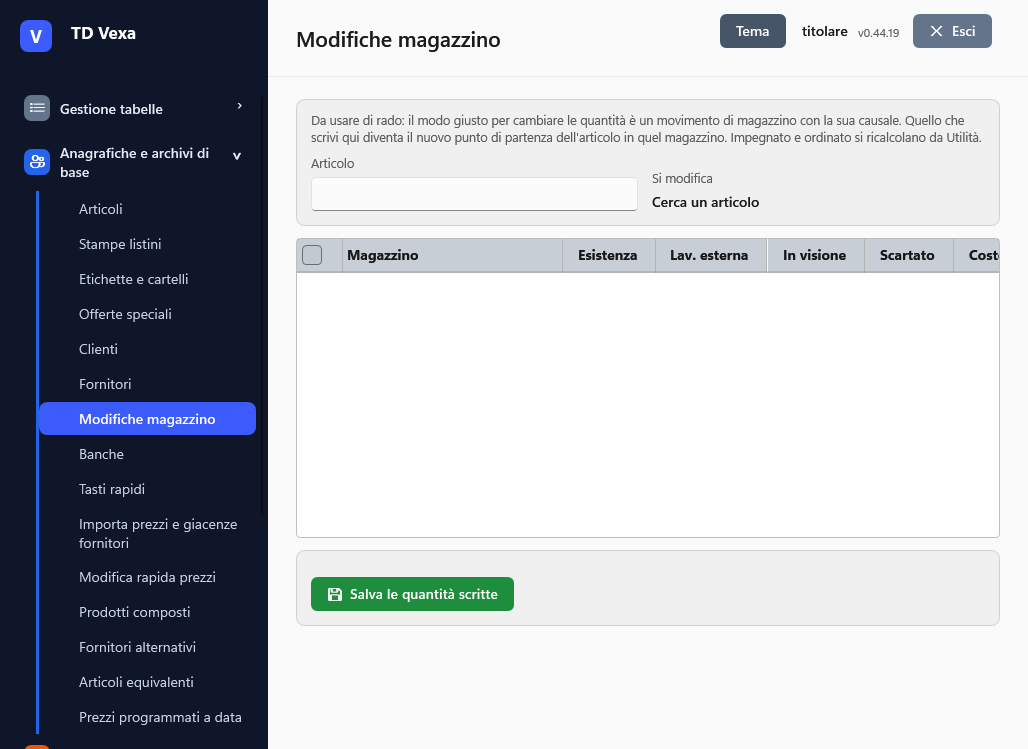 V
TD Vexa
Modifiche magazzino
Tema
titolare
v0.44.19
Esci
Gestione tabelle
Anagrafiche e archivi di
base
Articoli
Stampe listini
Etichette e cartelli
Offerte speciali
Clienti
Fornitori
Modifiche magazzino
Banche
Tasti rapidi
Importa prezzi e giacenze
fornitori
Modifica rapida prezzi
Prodotti composti
Fornitori alternativi
Articoli equivalenti
Prezzi programmati a data
Da usare di rado: il modo giusto per cambiare le quantità è un movimento di magazzino con la sua causale. Quello che
scrivi qui diventa il nuovo punto di partenza dell'articolo in quel magazzino. Impegnato e ordinato si ricalcolano da Utilità.
Articolo
Si modifica
Cerca un articolo
Magazzino Esistenza Lav. esterna In visione Scartato Cost
Salva le quantità scritte